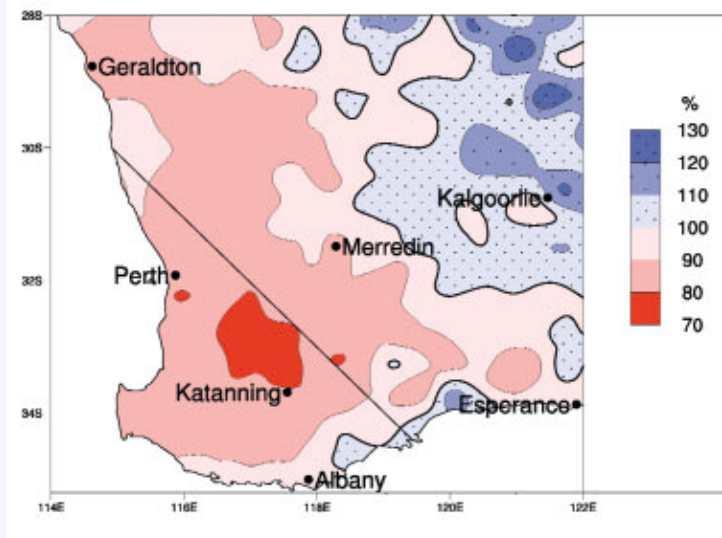 28S
Geraldton
%
130
120
30S
110
Kalgoorlie
100
Merredin
90
Perth
32S
80
70
Katanning
34S
Esperance
Albany
114E 116E 118E 120E 122E